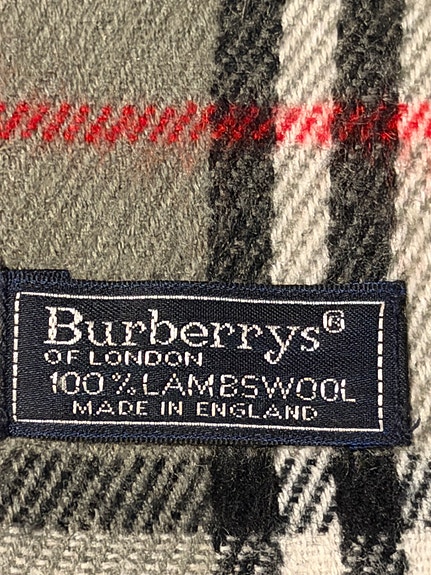 Burberrys®
OF LONDON
100% LAMBSWOOL
MADE IN ENGLAND